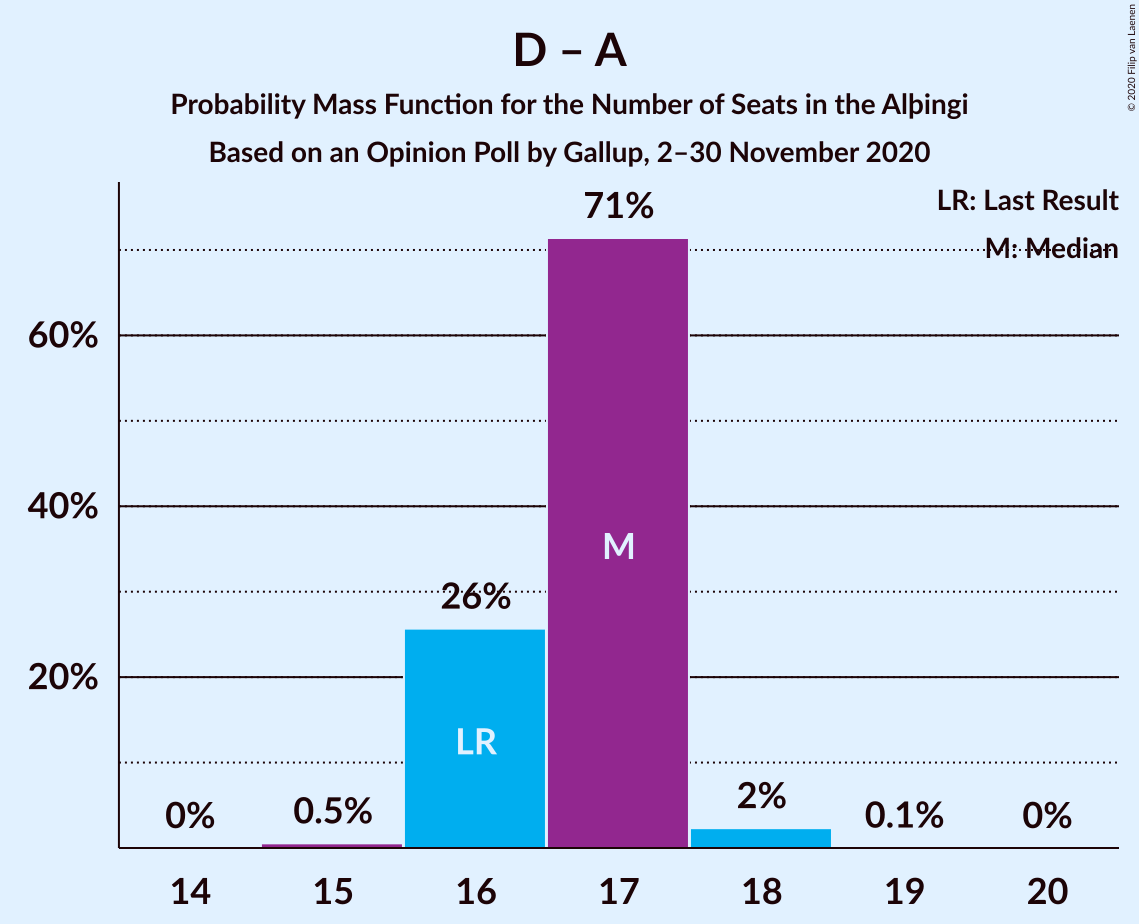 D – A
Probability Mass Function for the Number of Seats in the Alþingi
Based on an Opinion Poll by Gallup, 2–30 November 2020
© 2020 Filip van Laenen
LR: Last Result
M: Median
60%
40%
20%
0%
0.5%
26%
71%
2%
0.1%
0%
LR
M
14
15
16
17
18
19
20